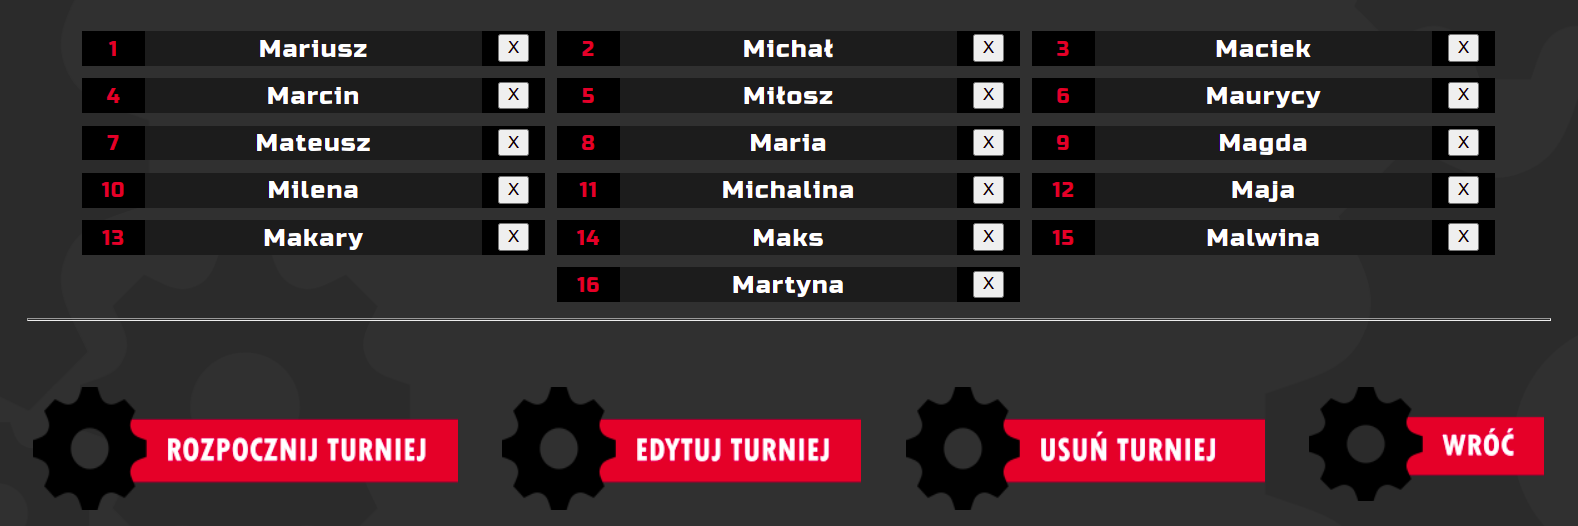 1 Mariusz X 2 Michał X 3 Maciek X
4 Marcin X 5 Miłosz X 6 Maurycy X
7 Mateusz X 8 Maria X 9 Magda X
10 Milena X 11 Michalina X 12 Maja X
13 Makary X 14 Maks X 15 Malwina X
16 Martyna X
ROZPOCZNIJ TURNIEJ EDYTUJ TURNIEJ USUŃ TURNIEJ WRÓĆ